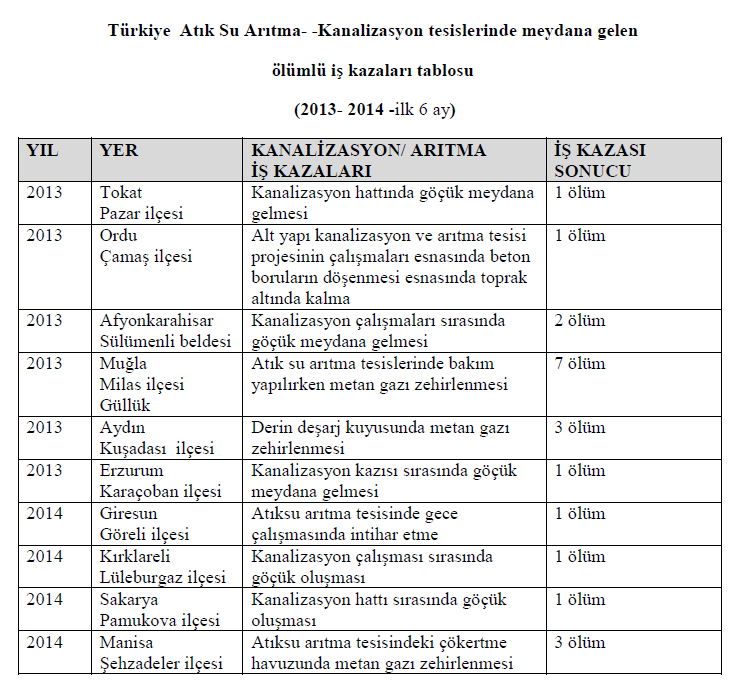 Türkiye Atık Su Arıtma- -Kanalizasyon tesislerinde meydana gelen
ölümlü iş kazaları tablosu
(2013- 2014 -ilk 6 ay)
YIL YER KANALİZASYON/ ARITMA İŞ KAZASI
İŞ KAZALARI SONUCU
2013 Tokat Kanalizasyon hattında göçük meydana 1 ölüm
Pazar ilçesi gelmesi
2013 Ordu Alt yapı kanalizasyon ve arıtma tesisi 1 ölüm
Çamaş ilçesi projesinin çalışmaları esnasında beton
boruların döşenmesi esnasında toprak
altında kalma
2013 Afyonkarahisar Kanalizasyon çalışmaları sırasında 2 ölüm
Sülümenli beldesi göçük meydana gelmesi
2013 Muğla Atık su arıtma tesislerinde bakım 7 ölüm
Milas ilçesi yapılırken metan gazı zehirlenmesi
Güllük
2013 Aydın Derin deşarj kuyusunda metan gazı 3 ölüm
Kuşadası ilçesi zehirlenmesi
2013 Erzurum Kanalizasyon kazısı sırasında göçük 1 ölüm
Karaçoban ilçesi meydana gelmesi
2014 Giresun Atıksu arıtma tesisinde gece 1 ölüm
Göreli ilçesi çalışmasında intihar etme
2014 Kırklareli Kanalizasyon çalışması sırasında 1 ölüm
Lüleburgaz ilçesi göçük oluşması
2014 Sakarya Kanalizasyon hattı sırasında göçük 1 ölüm
Pamukova ilçesi oluşması
2014 Manisa Atıksu arıtma tesisindeki çökertme 3 ölüm
Şehzadeler ilçesi havuzunda metan gazı zehirlenmesi